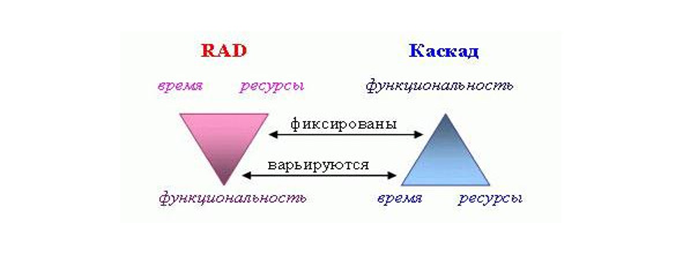 RAD Каскад
время ресурсы функциональность
фиксированы
варьируются
функциональность время ресурсы